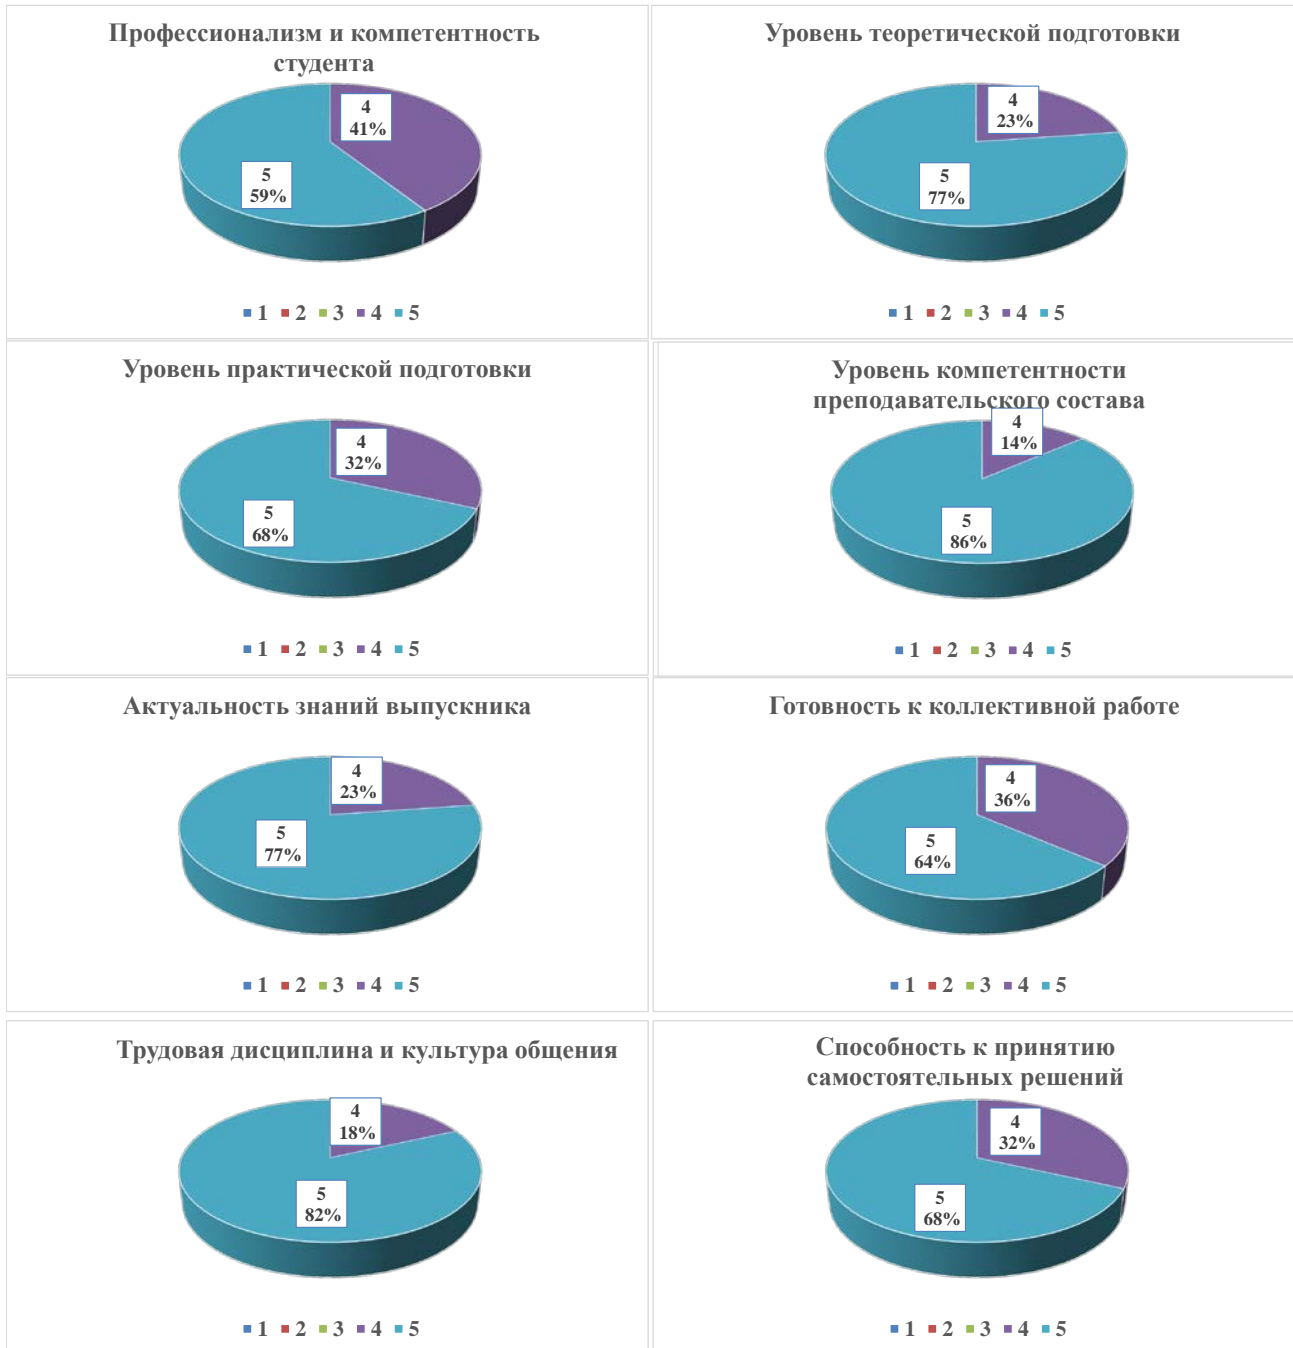 Профессионализм и компетентность
студента
4
41%
5
59%
1 2 3 4 5
Уровень теоретической подготовки
4
23%
5
77%
1 2 3 4 5
Уровень практической подготовки
4
32%
5
68%
1 2 3 4 5
Уровень компетентности
преподавательского состава
4
14%
5
86%
1 2 3 4 5
Актуальность знаний выпускника
4
23%
5
77%
1 2 3 4 5
Готовность к коллективной работе
4
36%
5
64%
1 2 3 4 5
Трудовая дисциплина и культура общения
4
18%
5
82%
1 2 3 4 5
Способность к принятию
самостоятельных решений
4
32%
5
68%
1 2 3 4 5